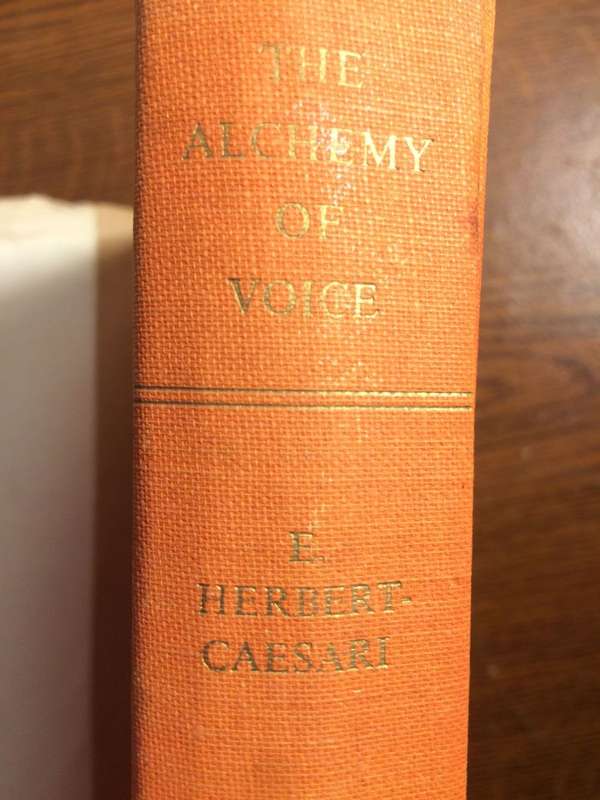 THE
ALCHEMY
OF
VOICE
E.
HERBERT-
CAESARI